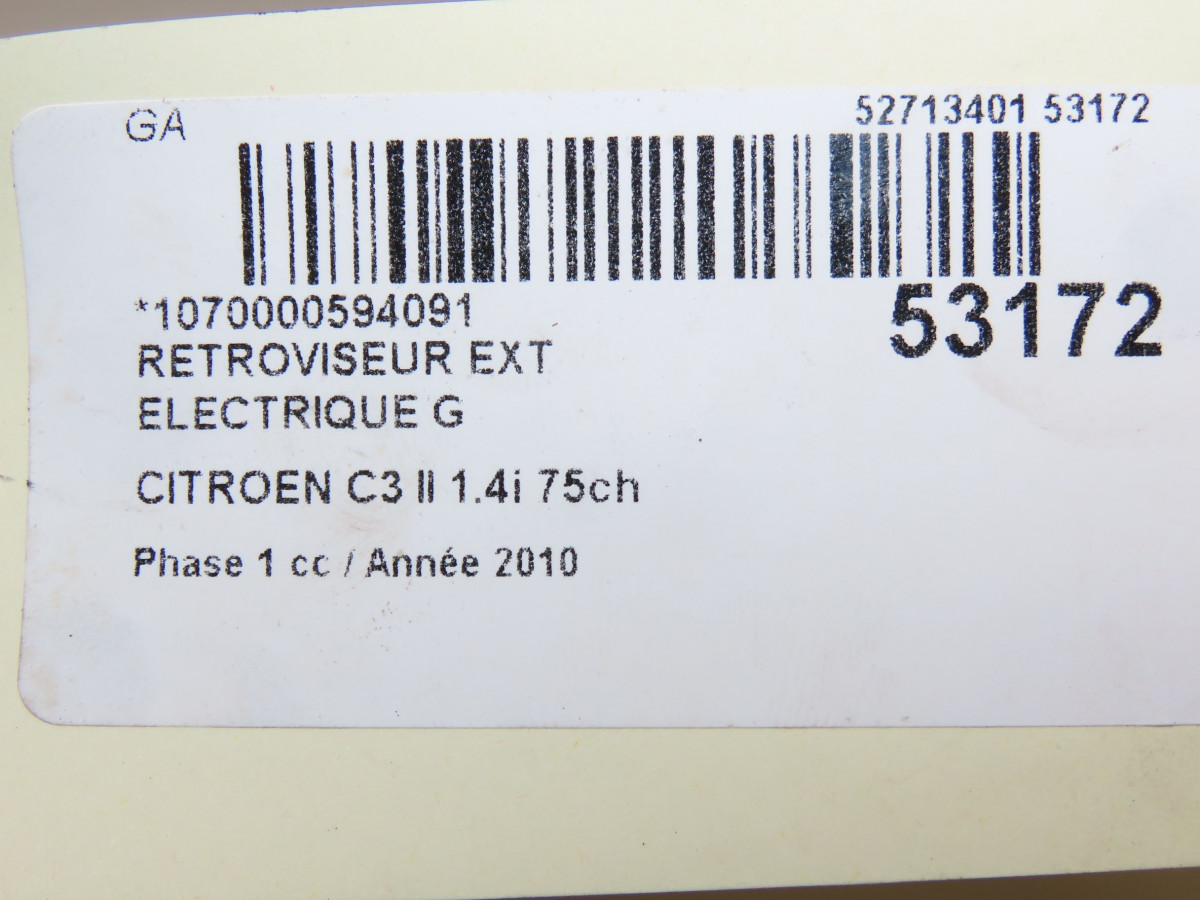 GA
52713401 53172
*1070000594091
53172
RETROVISEUR EXT
ELECTRIQUE G
CITROEN C3 II 1.4i 75ch
Phase 1 cc / Année 2010